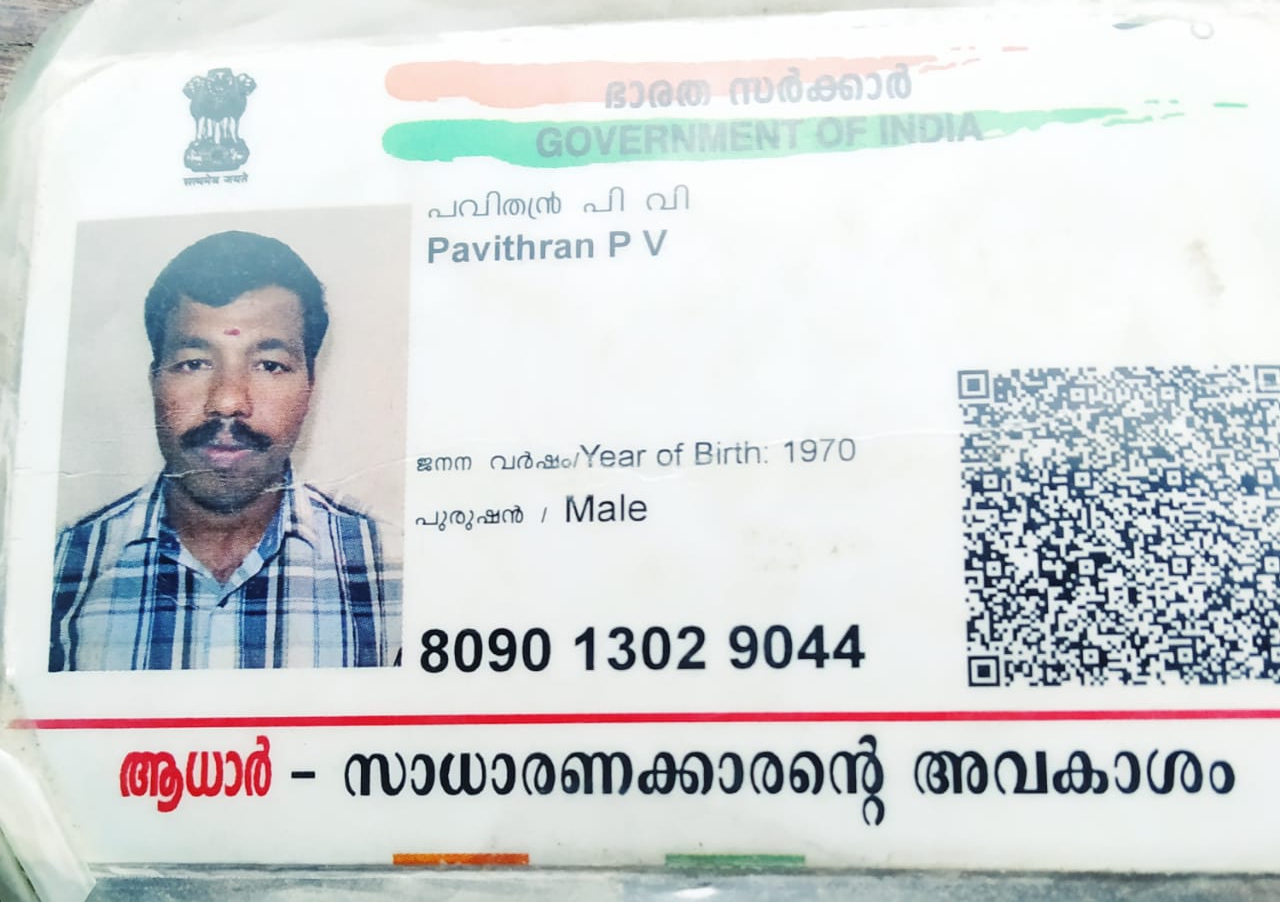 ഭാരത സർക്കാർ
GOVERNMENT OF INDIA
सत्यमेव जयते
പവിത്രൻ പി വി
Pavithran P V
ജനന വർഷം/Year of Birth: 1970
പുരുഷൻ / Male
8090 1302 9044
ആധാർ - സാധാരണക്കാരന്റെ അവകാശം